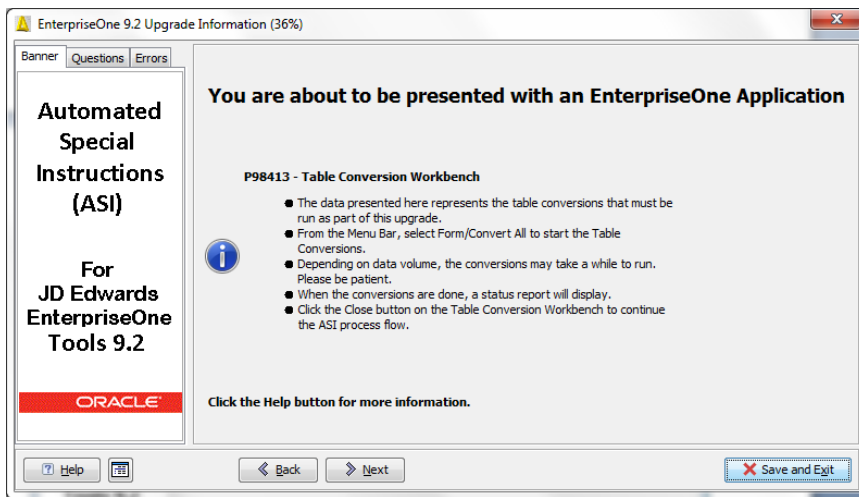 EnterpriseOne 9.2 Upgrade Information (36%)
Banner Questions Errors
Automated
Special
Instructions
(ASI)
For
JD Edwards
EnterpriseOne
Tools 9.2
ORACLE
You are about to be presented with an EnterpriseOne Application
P98413 - Table Conversion Workbench
The data presented here represents the table conversions that must be
run as part of this upgrade.
From the Menu Bar, select Form/Convert All to start the Table
Conversions.
Depending on data volume, the conversions may take a while to run.
Please be patient.
When the conversions are done, a status report will display.
Click the Close button on the Table Conversion Workbench to continue
the ASI process flow.
Click the Help button for more information.
Help
Back
Next
Save and Exit